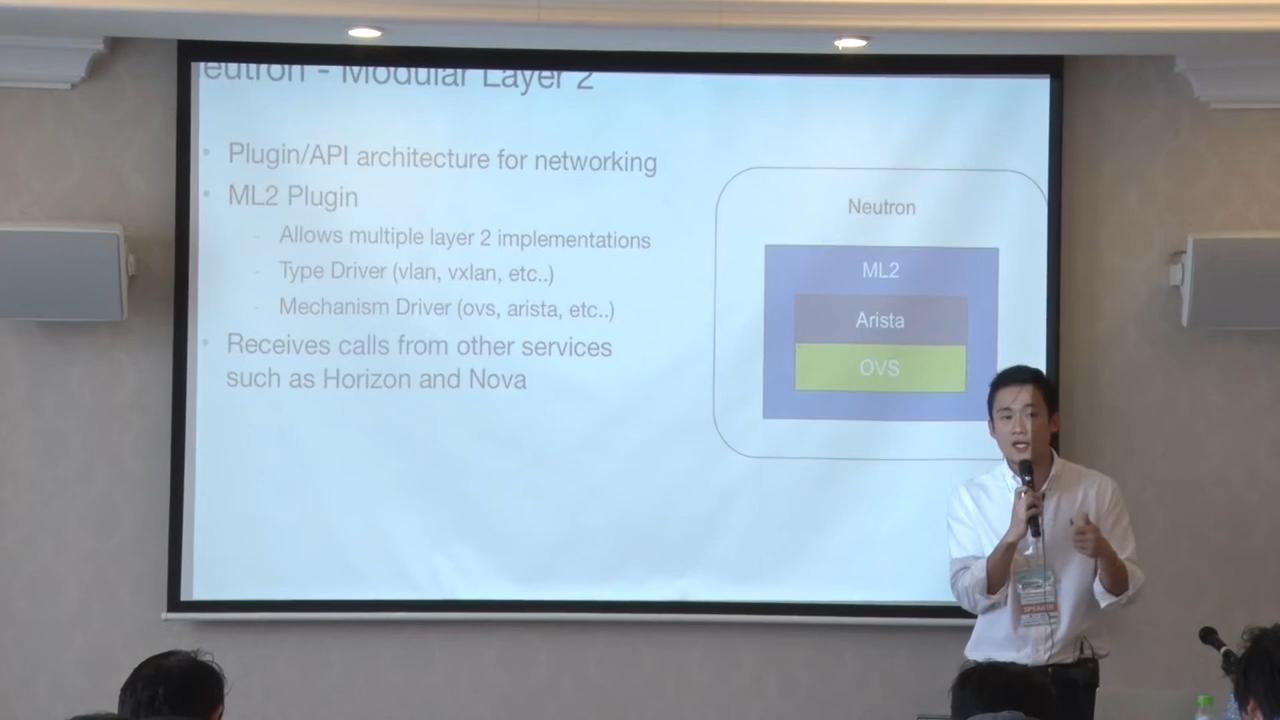 eutron - Modular Layer 2
• Plugin/API architecture for networking
• ML2 Plugin
- Allows multiple layer 2 implementations
- Type Driver (vlan, vxlan, etc..)
- Mechanism Driver (ovs, arista, etc..)
• Receives calls from other services
such as Horizon and Nova
Neutron
ML2
Arista
OVS
SPEAKER